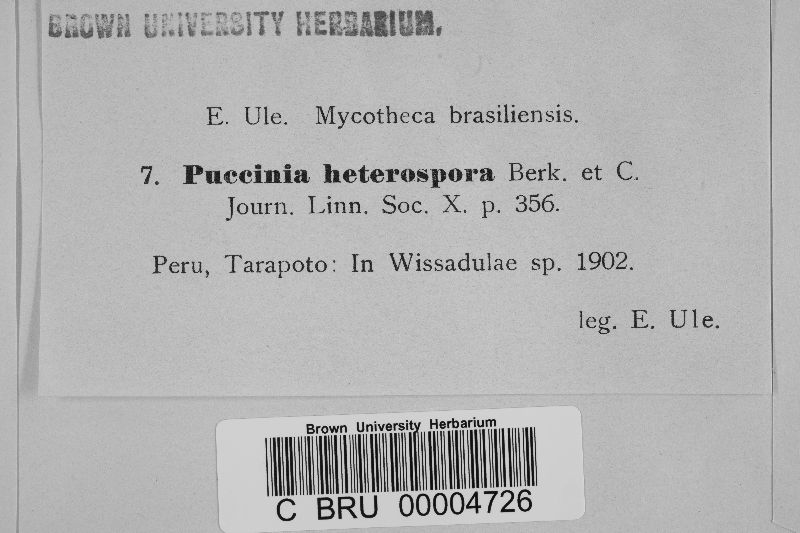 BROWN UNIVERSITY HERBARIUM.
E. Ule. Mycotheca brasiliensis.
7. Puccinia heterospora Berk. et C.
Journ. Linn. Soc. X. p. 356.
Peru, Tarapoto: In Wissadulae sp. 1902.
leg. E. Ule.
Brown University Herbarium
C BRU 00004726